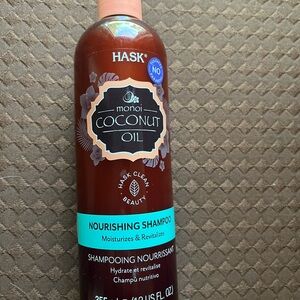 HASK
NO
monoi
COCONUT
OIL
HASK CLEAN
BEAUTY
NOURISHING SHAMPOO
Moisturizes & Revitalizes
SHAMPOOING NOURRISSANT
Hydrate et revitalise
Champú nutritivo